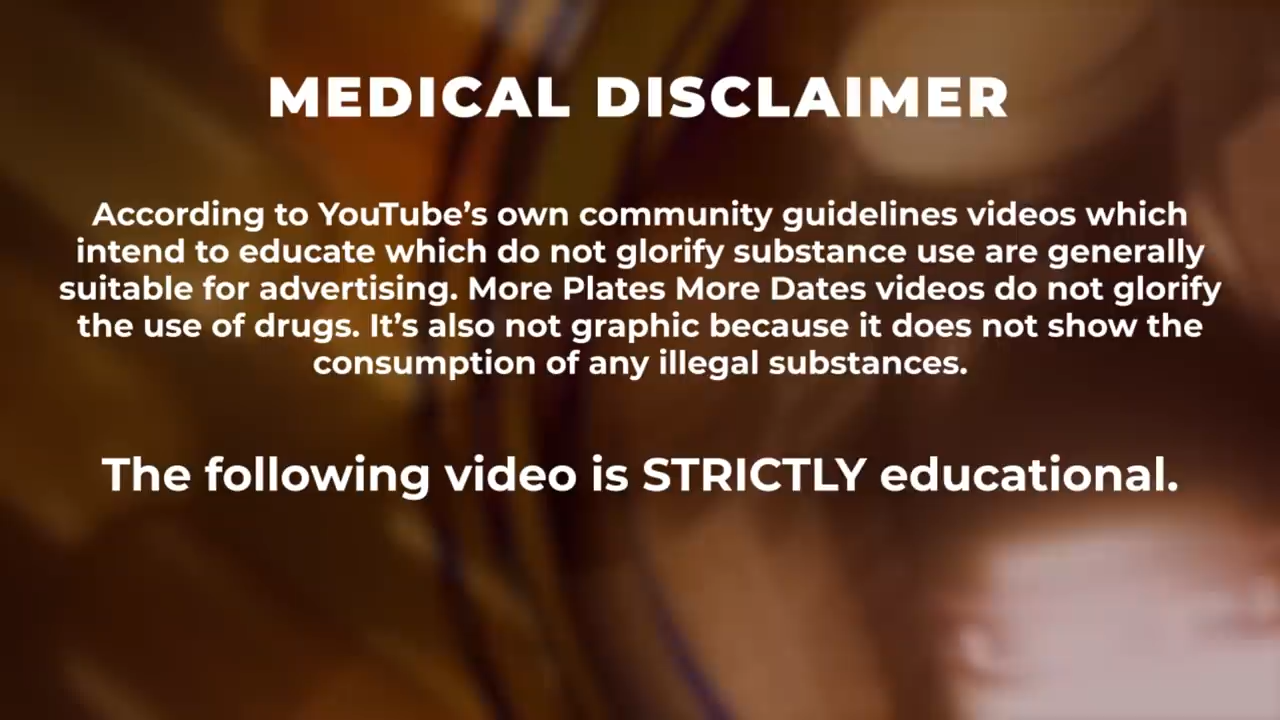 MEDICAL DISCLAIMER
According to YouTube’s own community guidelines videos which
intend to educate which do not glorify substance use are generally
suitable for advertising. More Plates More Dates videos do not glorify
the use of drugs. It’s also not graphic because it does not show the
consumption of any illegal substances.
The following video is STRICTLY educational.